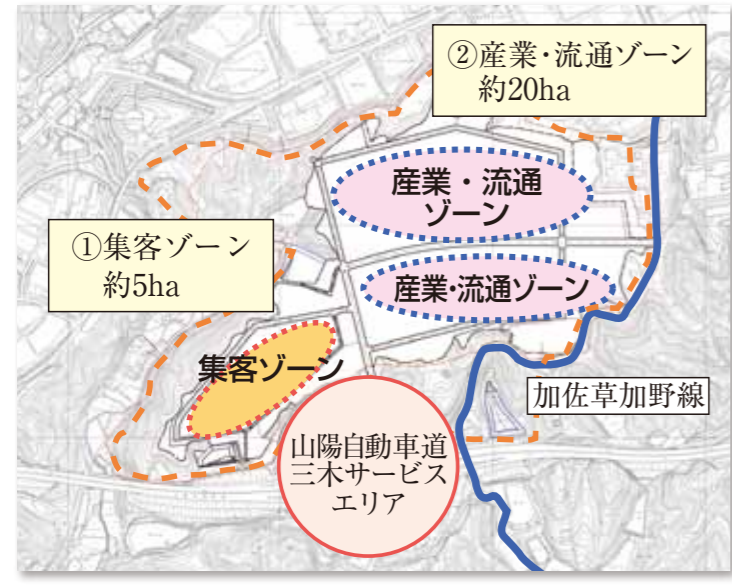 ②産業・流通ゾーン
約20ha
産業・流通
ゾーン
①集客ゾーン
約5ha
産業・流通ゾーン
集客ゾーン
加佐草加野線
山陽自動車道
三木サービス
エリア